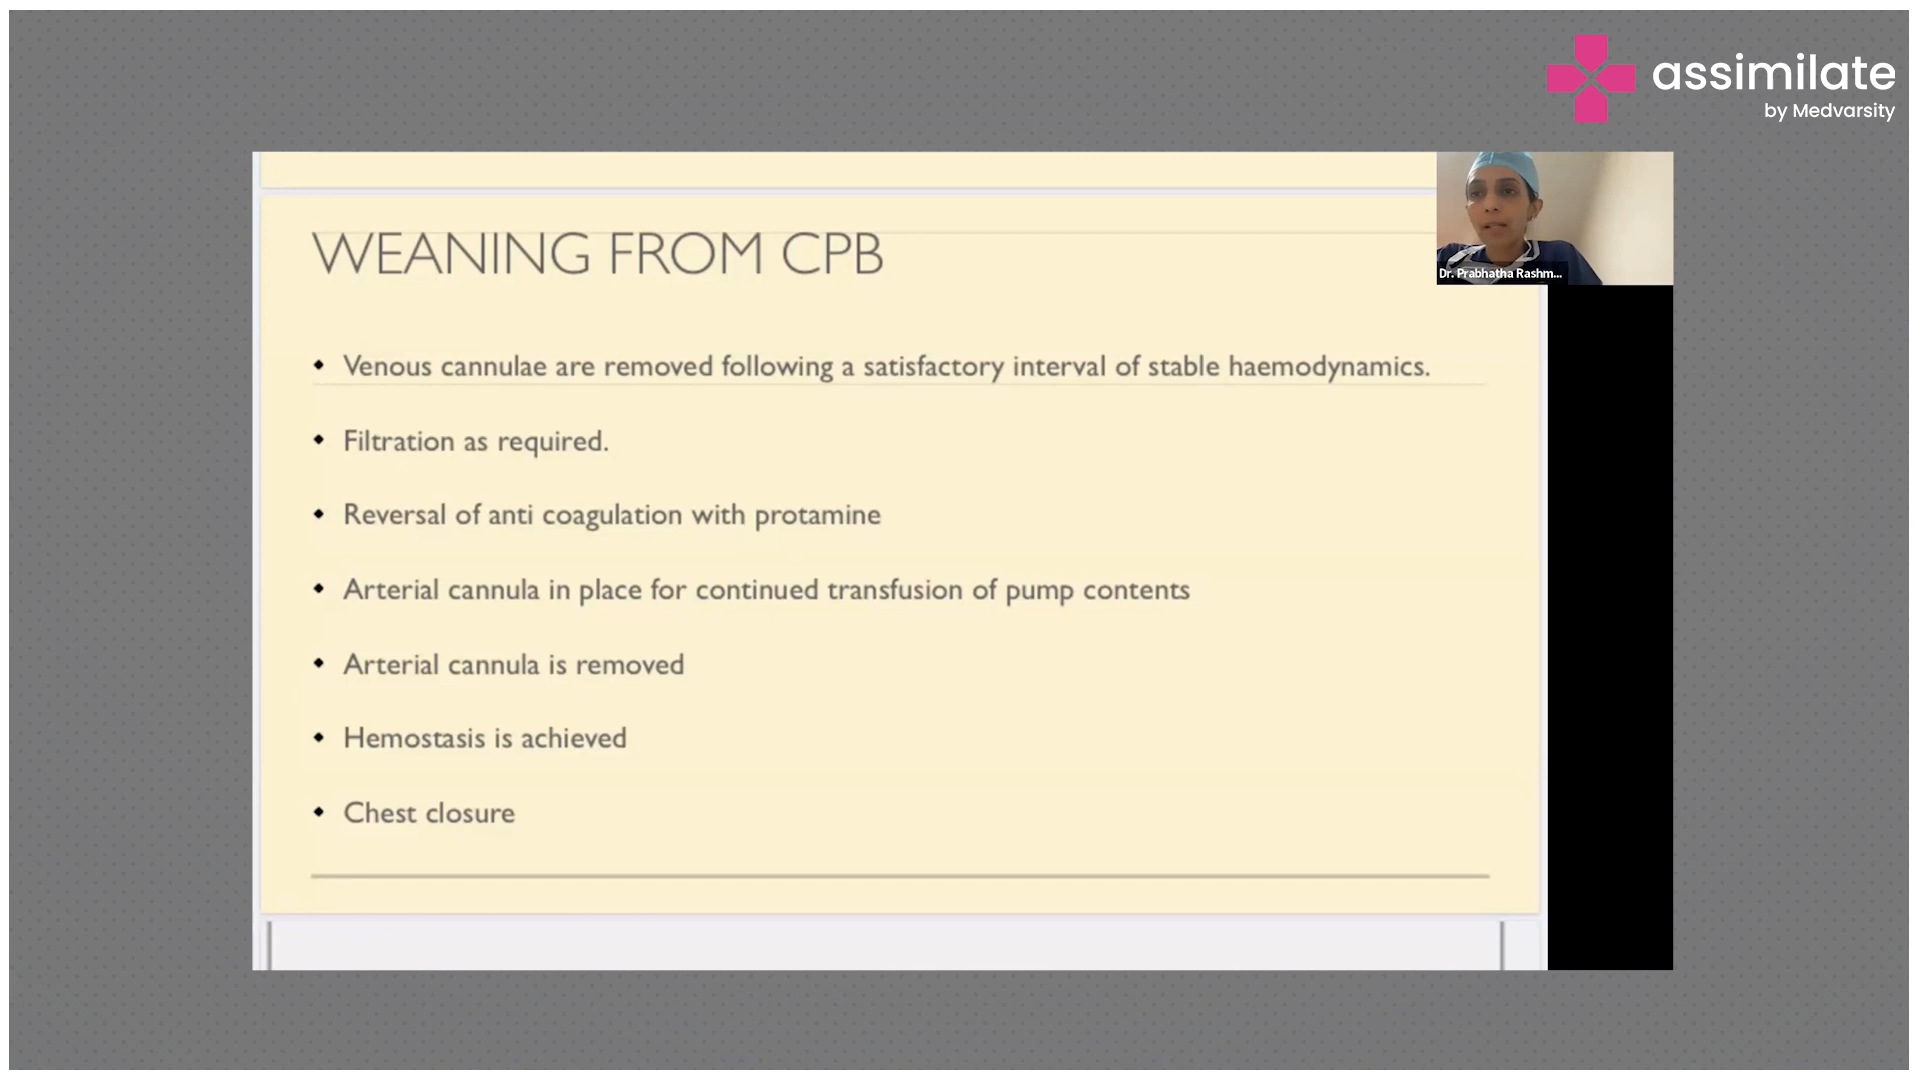 assimilate
by Medvarsity
WEANING FROM CPB
Dr. Prabhatha Rashm...
• Venous cannulae are removed following a satisfactory interval of stable haemodynamics.
• Filtration as required.
• Reversal of anti coagulation with protamine
• Arterial cannula in place for continued transfusion of pump contents
• Arterial cannula is removed
• Hemostasis is achieved
• Chest closure